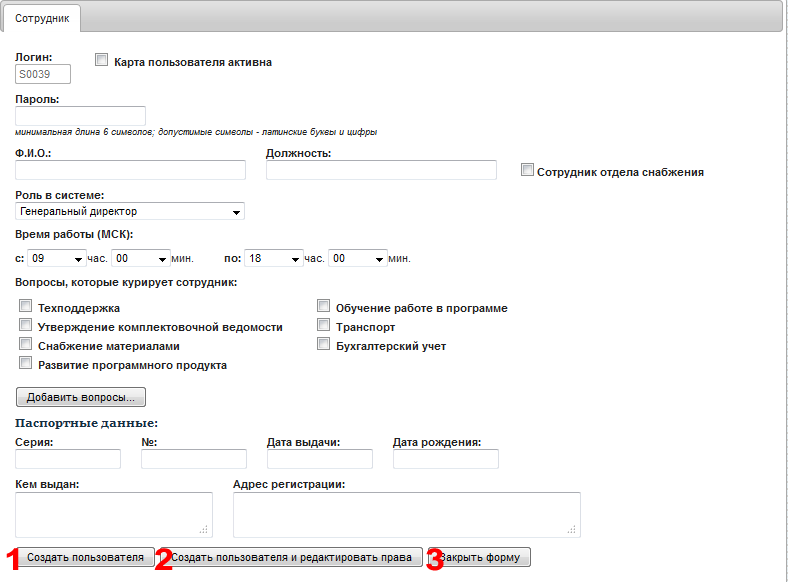 Сотрудник
Логин:
Карта пользователя активна
S0039
Пароль:
минимальная длина 6 символов; допустимые символы - латинские буквы и цифры
Ф.И.О.: Должность:
Сотрудник отдела снабжения
Роль в системе:
Генеральный директор
Время работы (МСК):
с: 09 час. 00 мин. по: 18 час. 00 мин.
Вопросы, которые курирует сотрудник:
Техподдержка Обучение работе в программе
Утверждение комплектовочной ведомости Транспорт
Снабжение материалами Бухгалтерский учет
Развитие программного продукта
Добавить вопросы...
Паспортные данные:
Серия: №: Дата выдачи: Дата рождения:
Кем выдан: Адрес регистрации:
1 Создать пользователя 2 Создать пользователя и редактировать права 3 Закрыть форму